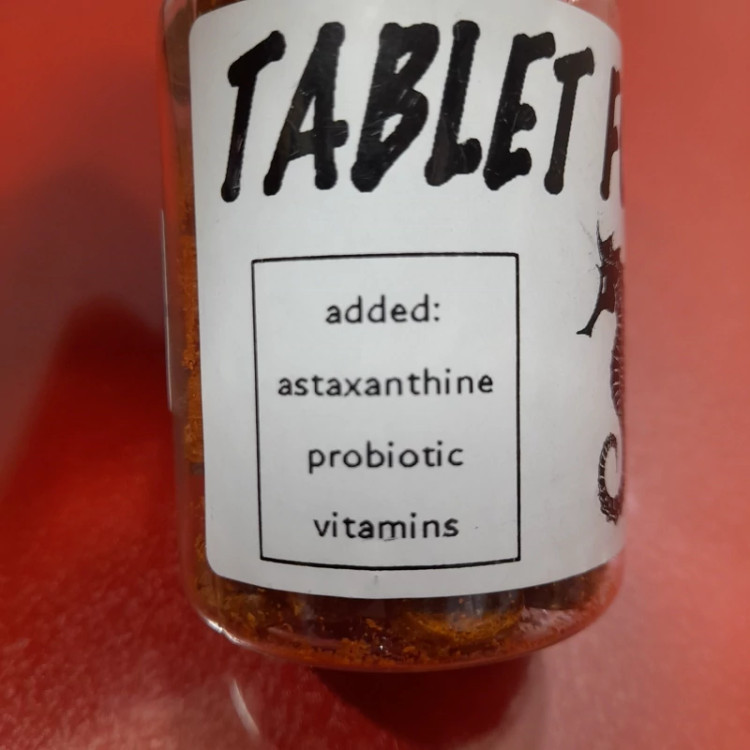 TABLET
added:
astaxanthine
probiotic
vitamins